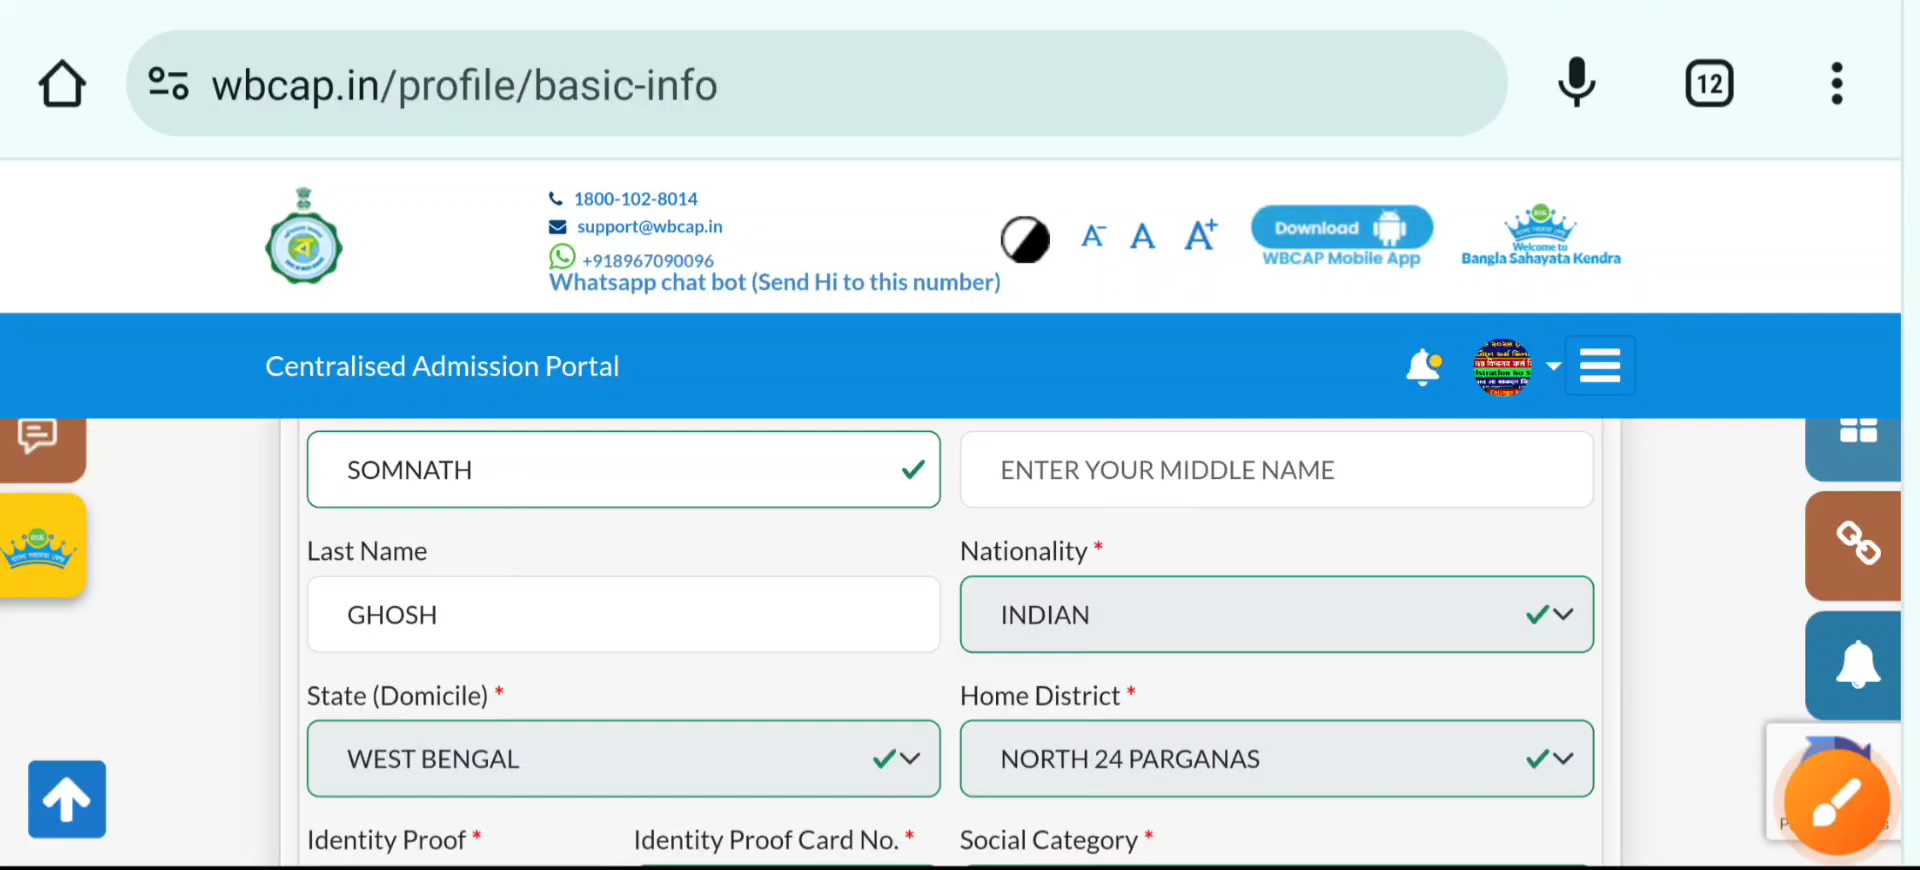 wbcap.in/profile/basic-info
12
1800-102-8014
support@wbcap.in
+918967090096
Whatsapp chat bot (Send Hi to this number)
A- A A+
Download
WBCAP Mobile App
Welcome to
Bangla Sahayata Kendra
Centralised Admission Portal
SOMNATH
ENTER YOUR MIDDLE NAME
Last Name
Nationality *
GHOSH
INDIAN
State (Domicile) *
Home District *
WEST BENGAL
NORTH 24 PARGANAS
Identity Proof *
Identity Proof Card No. *
Social Category *